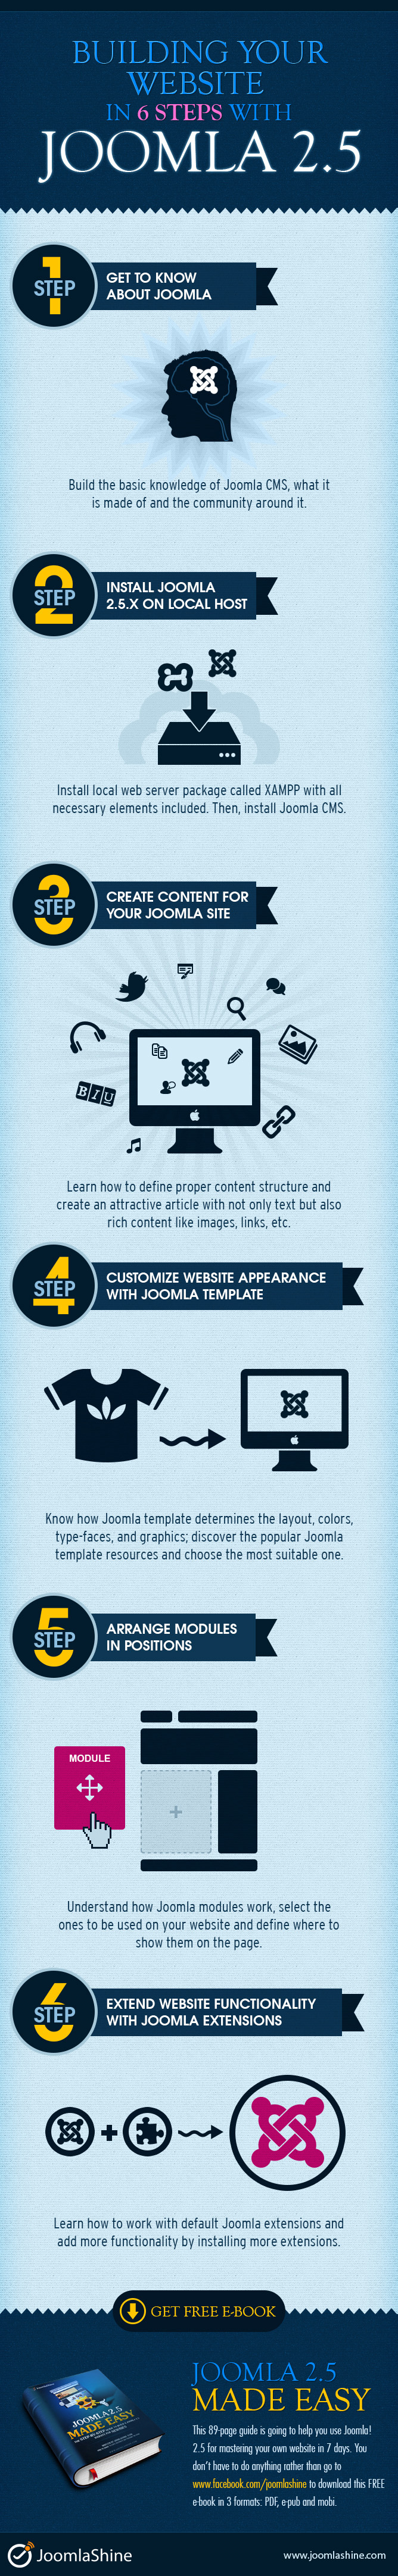 BUILDING YOUR
WEBSITE
IN 6 STEPS WITH
JOOMLA 2.5
1
STEP
GET TO KNOW
ABOUT JOOMLA
Build the basic knowledge of Joomla CMS, what it
is made of and the community around it.
2
STEP
INSTALL JOOMLA
2.5.X ON LOCAL HOST
Install local web server package called XAMPP with all
necessary elements included. Then, install Joomla CMS.
3
STEP
CREATE CONTENT FOR
YOUR JOOMLA SITE
B I U
Learn how to define proper content structure and
create an attractive article with not only text but also
rich content like images, links, etc.
4
STEP
CUSTOMIZE WEBSITE APPEARANCE
WITH JOOMLA TEMPLATE
Know how Joomla template determines the layout, colors,
type-faces, and graphics; discover the popular Joomla
template resources and choose the most suitable one.
5
STEP
ARRANGE MODULES
IN POSITIONS
MODULE
Understand how Joomla modules work, select the
ones to be used on your website and define where to
show them on the page.
6
STEP
EXTEND WEBSITE FUNCTIONALITY
WITH JOOMLA EXTENSIONS
Learn how to work with default Joomla extensions and
add more functionality by installing more extensions.
GET FREE E-BOOK
JOOMLA 2.5
MADE EASY
JOOMLA 2.5
MADE EASY
This 89-page guide is going to help you use Joomla!
2.5 for mastering your own website in 7 days. You
don't have to do anything rather than go to
www.facebook.com/joomlashine to download this FREE
e-book in 3 formats: PDF, e-pub and mobi.
JoomlaShine
www.joomlashine.com